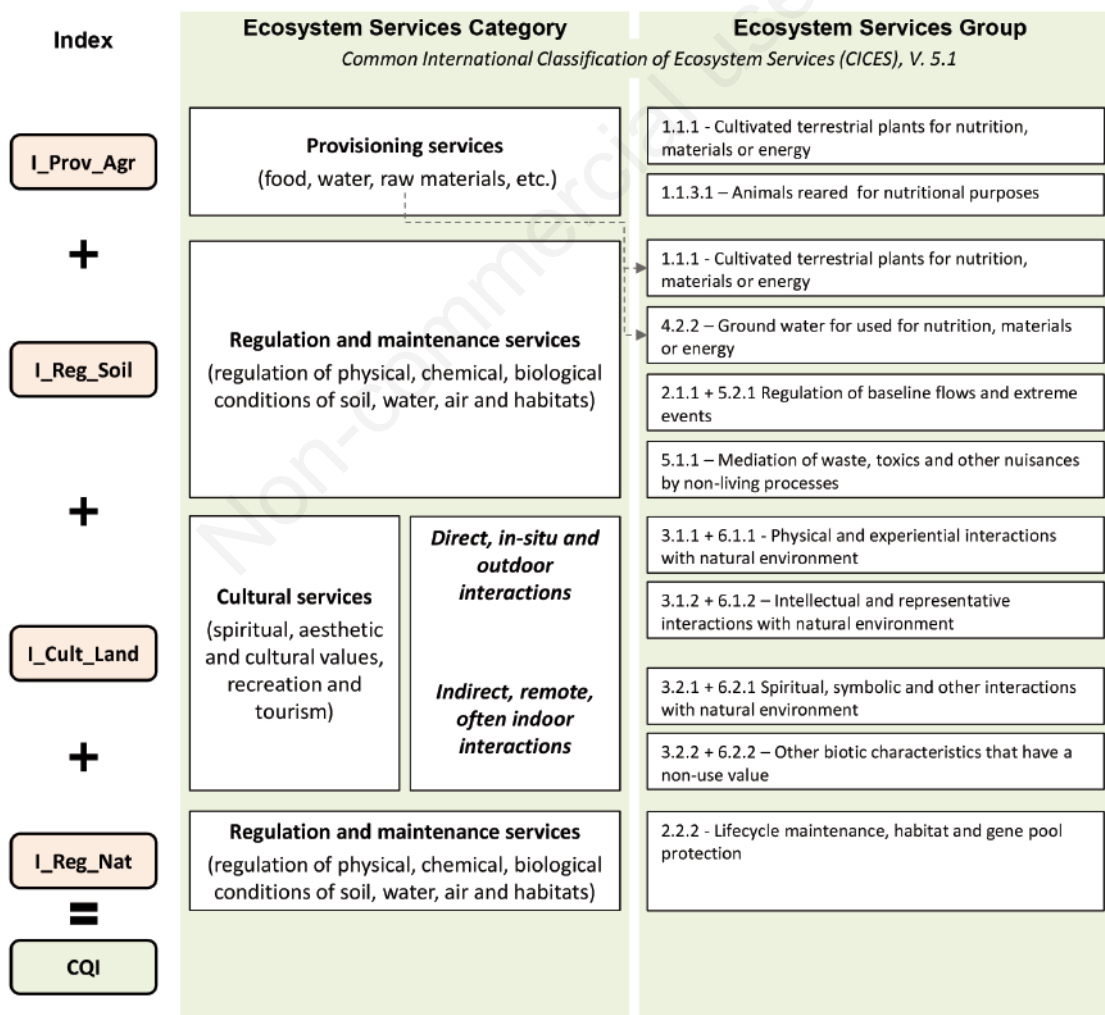 Index
Ecosystem Services Category
Ecosystem Services Group
Common International Classification of Ecosystem Services (CICES), V. 5.1
I_Prov_Agr
Provisioning services
(food, water, raw materials, etc.)
1.1.1 - Cultivated terrestrial plants for nutrition,
materials or energy
1.1.3.1 – Animals reared for nutritional purposes
+
I_Reg_Soil
Regulation and maintenance services
(regulation of physical, chemical, biological
conditions of soil, water, air and habitats)
1.1.1 - Cultivated terrestrial plants for nutrition,
materials or energy
4.2.2 – Ground water for used for nutrition, materials
or energy
2.1.1 + 5.2.1 Regulation of baseline flows and extreme
events
5.1.1 – Mediation of waste, toxics and other nuisances
by non-living processes
+
I_Cult_Land
Cultural services
(spiritual, aesthetic
and cultural values,
recreation and
tourism)
Direct, in-situ and
outdoor
interactions
Indirect, remote,
often indoor
interactions
3.1.1 + 6.1.1 - Physical and experiential interactions
with natural environment
3.1.2 + 6.1.2 – Intellectual and representative
interactions with natural environment
3.2.1 + 6.2.1 Spiritual, symbolic and other interactions
with natural environment
3.2.2 + 6.2.2 – Other biotic characteristics that have a
non-use value
+
I_Reg_Nat
Regulation and maintenance services
(regulation of physical, chemical, biological
conditions of soil, water, air and habitats)
2.2.2 - Lifecycle maintenance, habitat and gene pool
protection
=
CQI
Non-commercial use